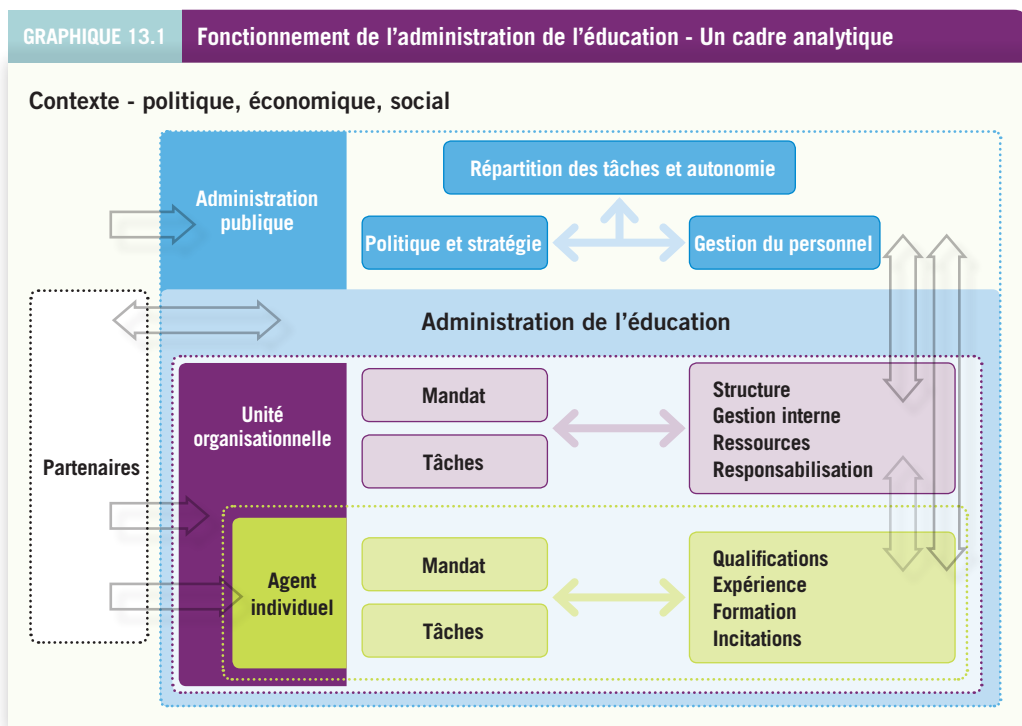 GRAPHIQUE 13.1
Fonctionnement de l'administration de l'éducation - Un cadre analytique
Contexte - politique, économique, social
Administration
publique
Répartition des tâches et autonomie
Politique et stratégie
Gestion du personnel
Administration de l'éducation
Partenaires
Unité
organisationnelle
Mandat
Tâches
Structure
Gestion interne
Ressources
Responsabilisation
Agent
individuel
Mandat
Tâches
Qualifications
Expérience
Formation
Incitations